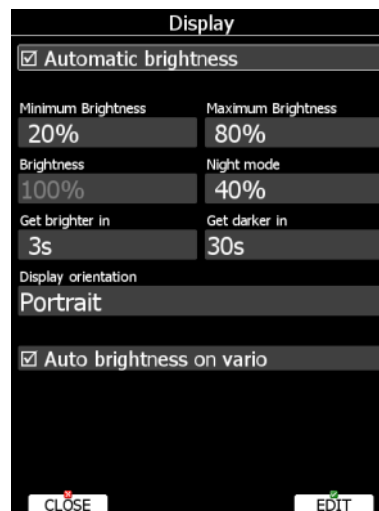 Display
Automatic brightness
Minimum Brightness Maximum Brightness
20% 80%
Brightness Night mode
100% 40%
Get brighter in Get darker in
3s 30s
Display orientation
Portrait
Auto brightness on vario
CLOSE EDIT